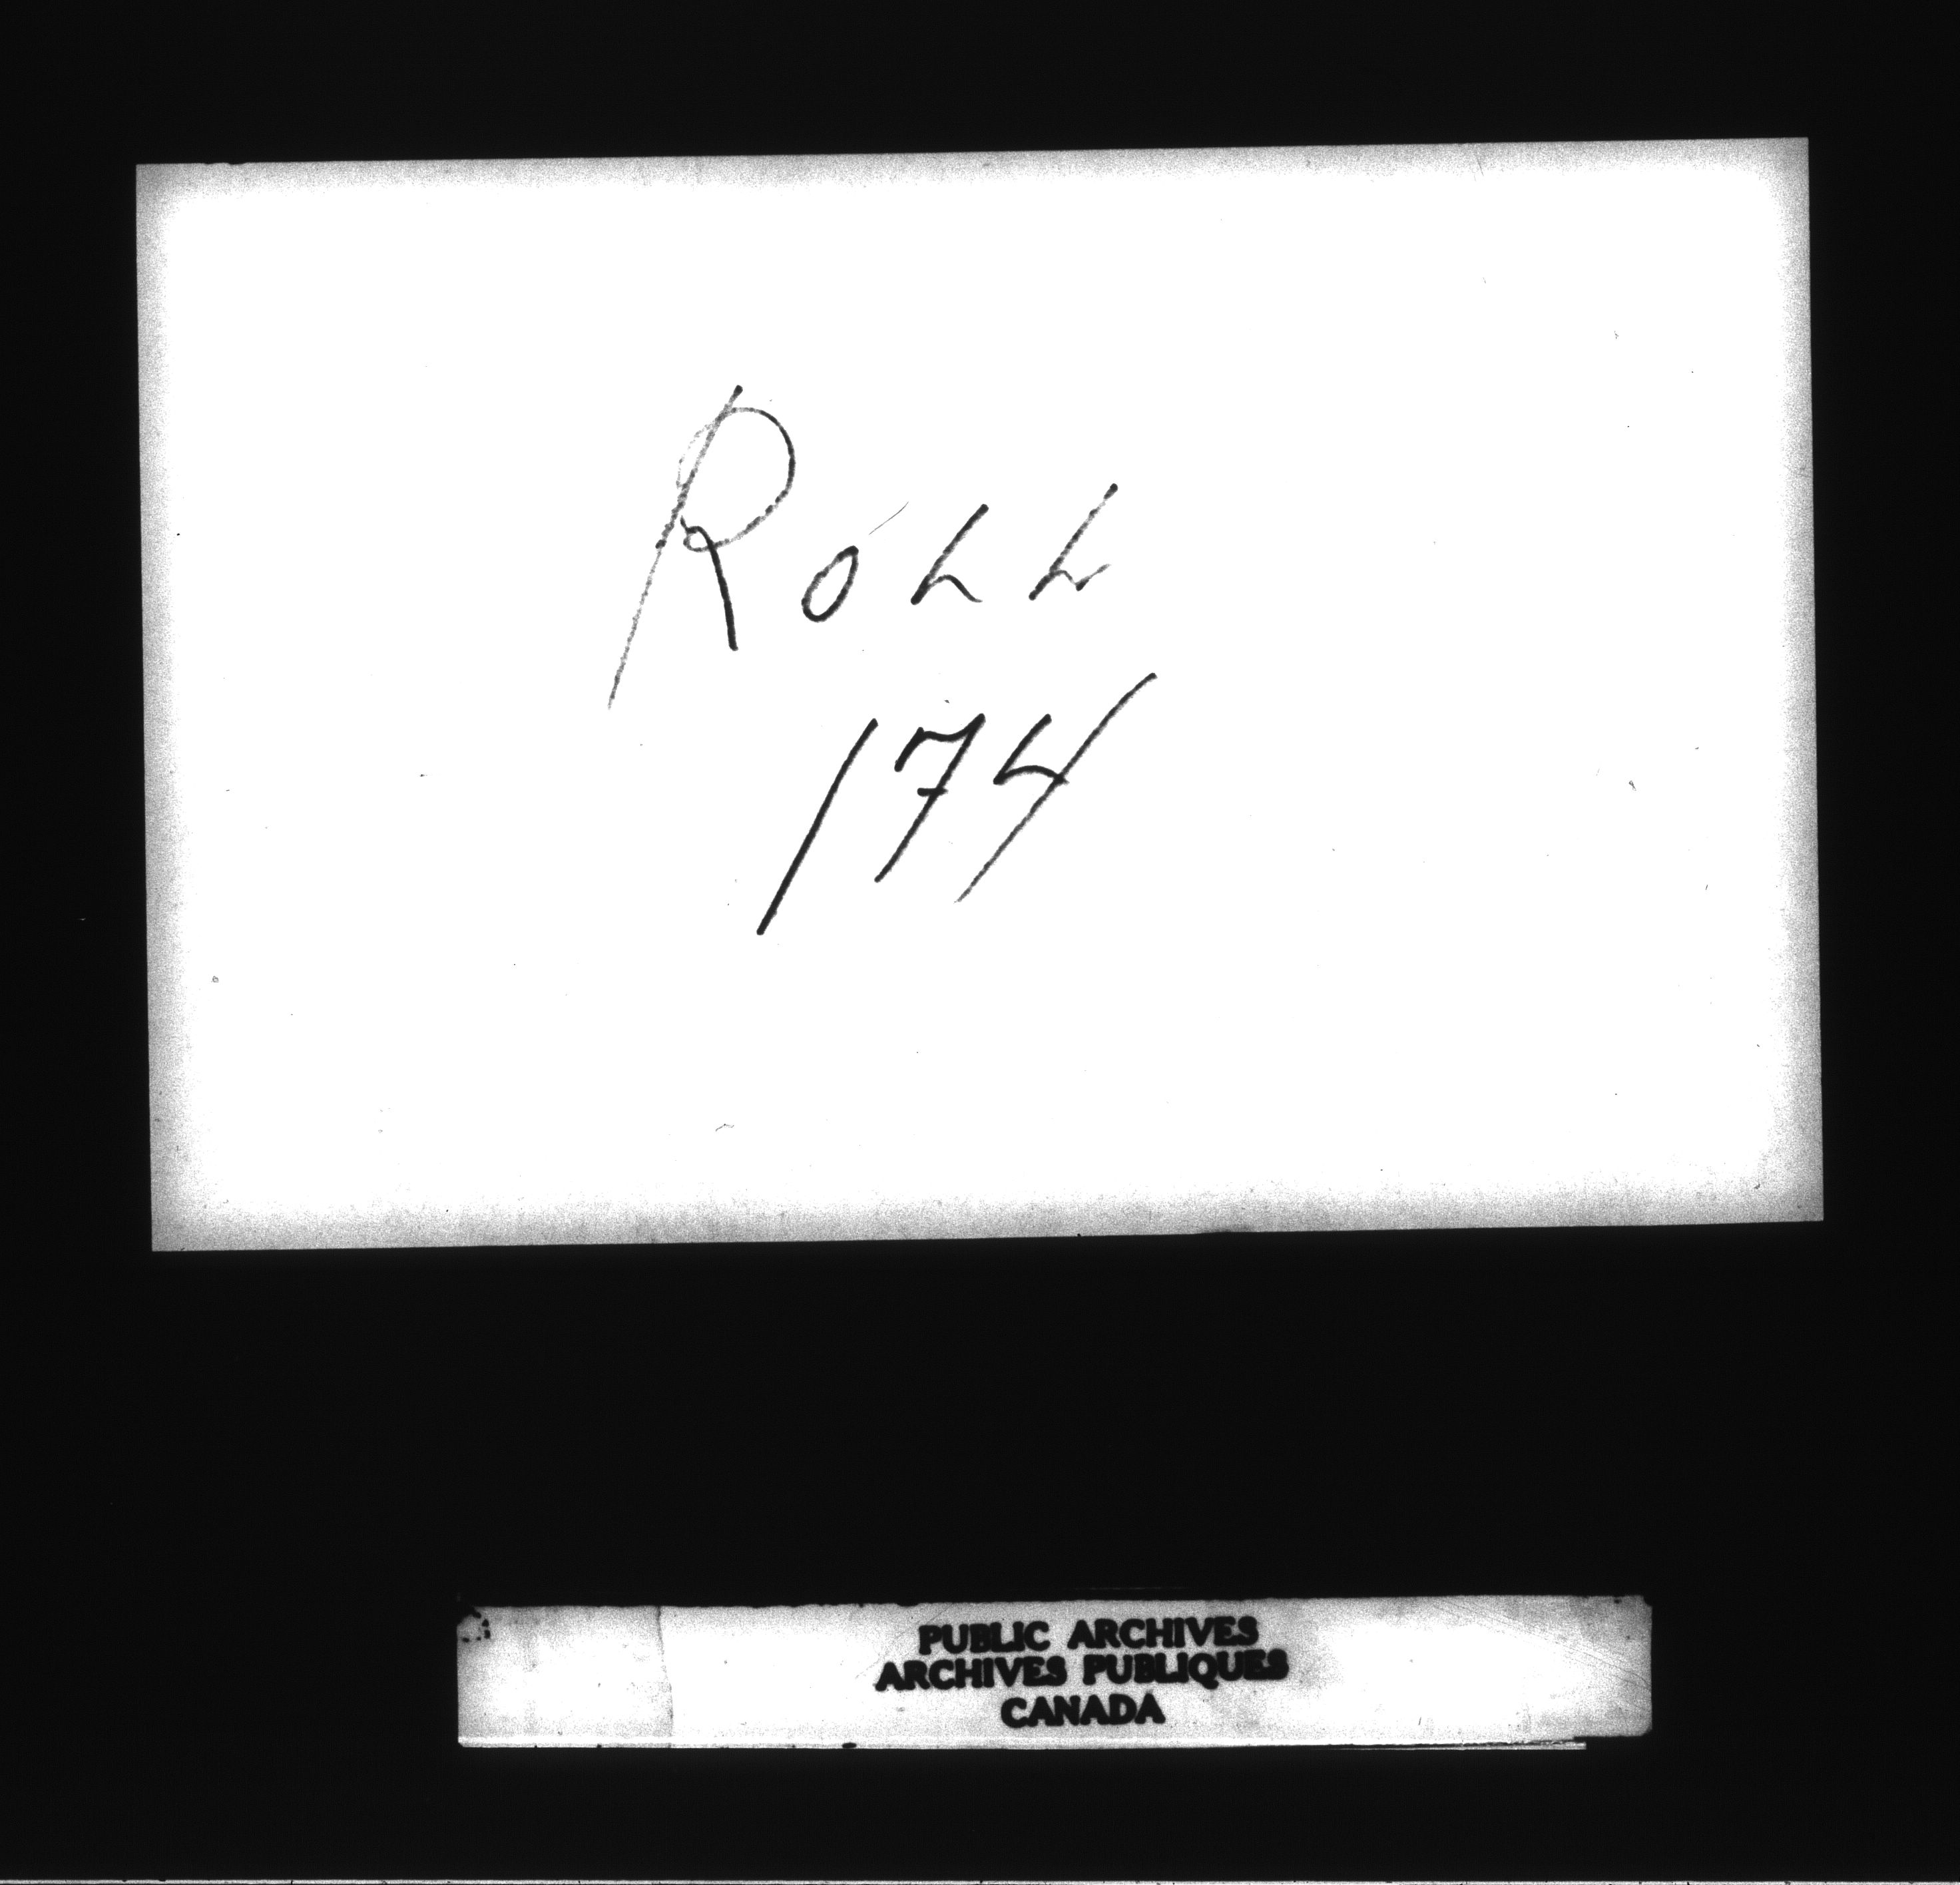 RoLL
174
PUBLIC ARCHIVES
ARCHIVES PUBLIQUES
CANADA